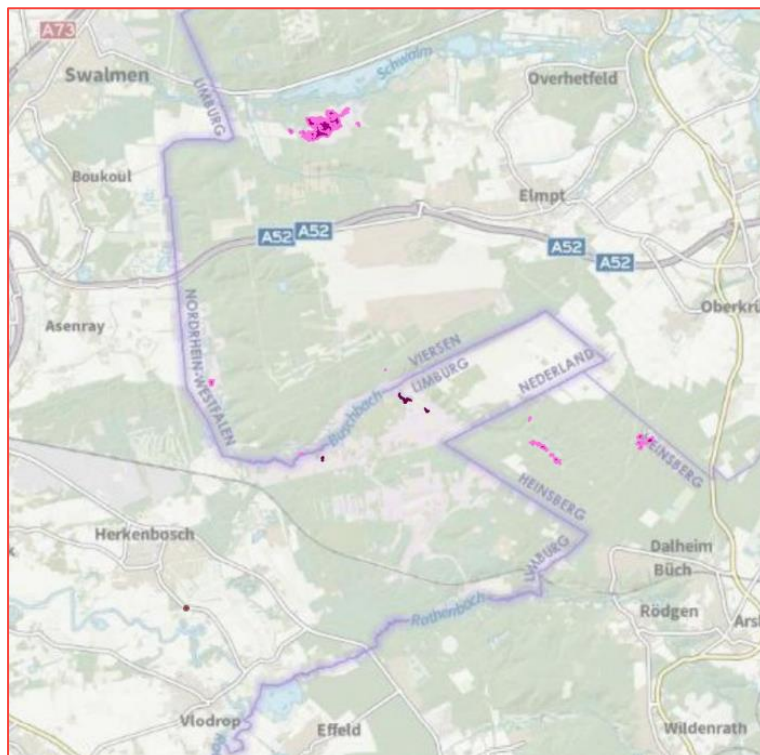 A73
Swalmen
LIMBURG
Schwalm
Overhetfeld
Boukoul
Elmpt
A52
A52
A52
A52
Asenray
NORDRHEIN-WESTFALEN
VIERSEN
LIMBURG
Oberkrü
Buschbach
NEDERLAND
HEINSBERG
HEINSBERG
Herkenbosch
k
LIMBURG
Dalheim
Büch
Rothenbach
Rödgen
Ars
Vlodrop
Effeld
Wildenrath